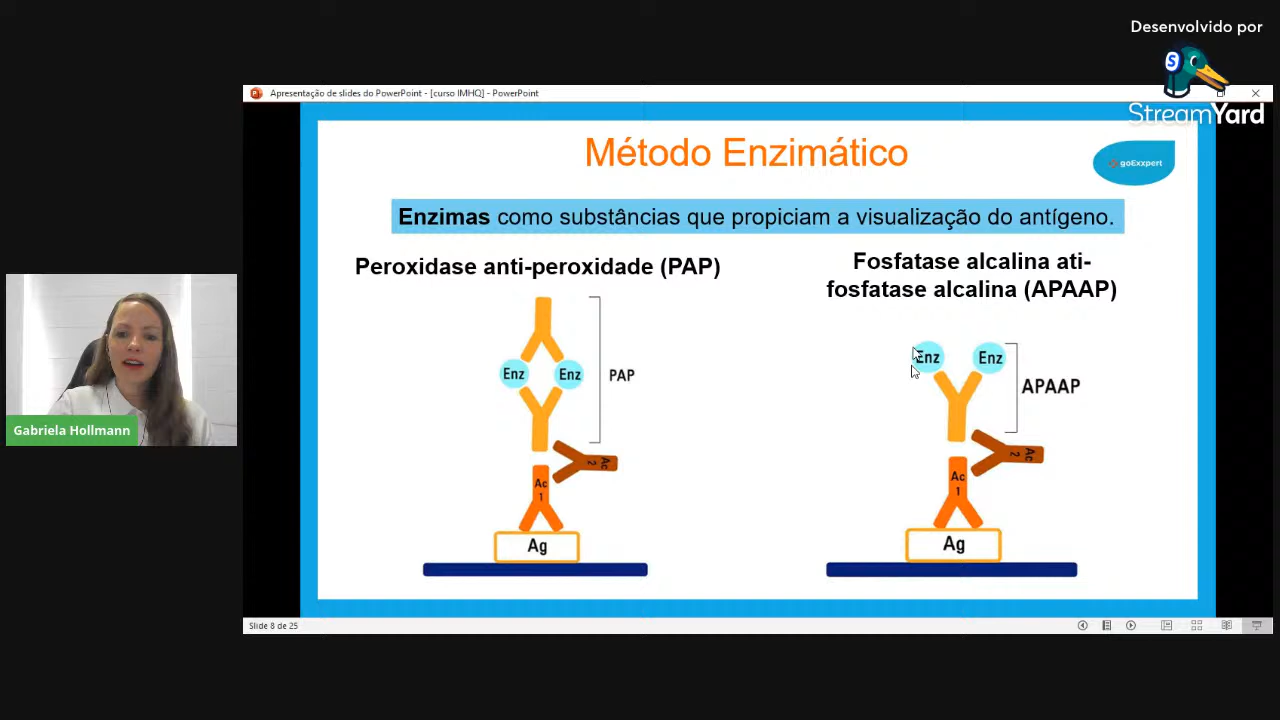 Desenvolvido por
S
StreamYard
Apresentação de slides do PowerPoint - [curso IMHQ] - PowerPoint
Método Enzimático
goExxpert
Enzimas como substâncias que propiciam a visualização do antígeno.
Peroxidase anti-peroxidade (PAP)
Enz
Enz
PAP
Ac
2
Ac
1
Ag
Fosfatase alcalina ati-
fosfatase alcalina (APAAP)
Enz
Enz
APAAP
Ac
2
Ac
1
Ag
Gabriela Hollmann
Slide 8 de 25